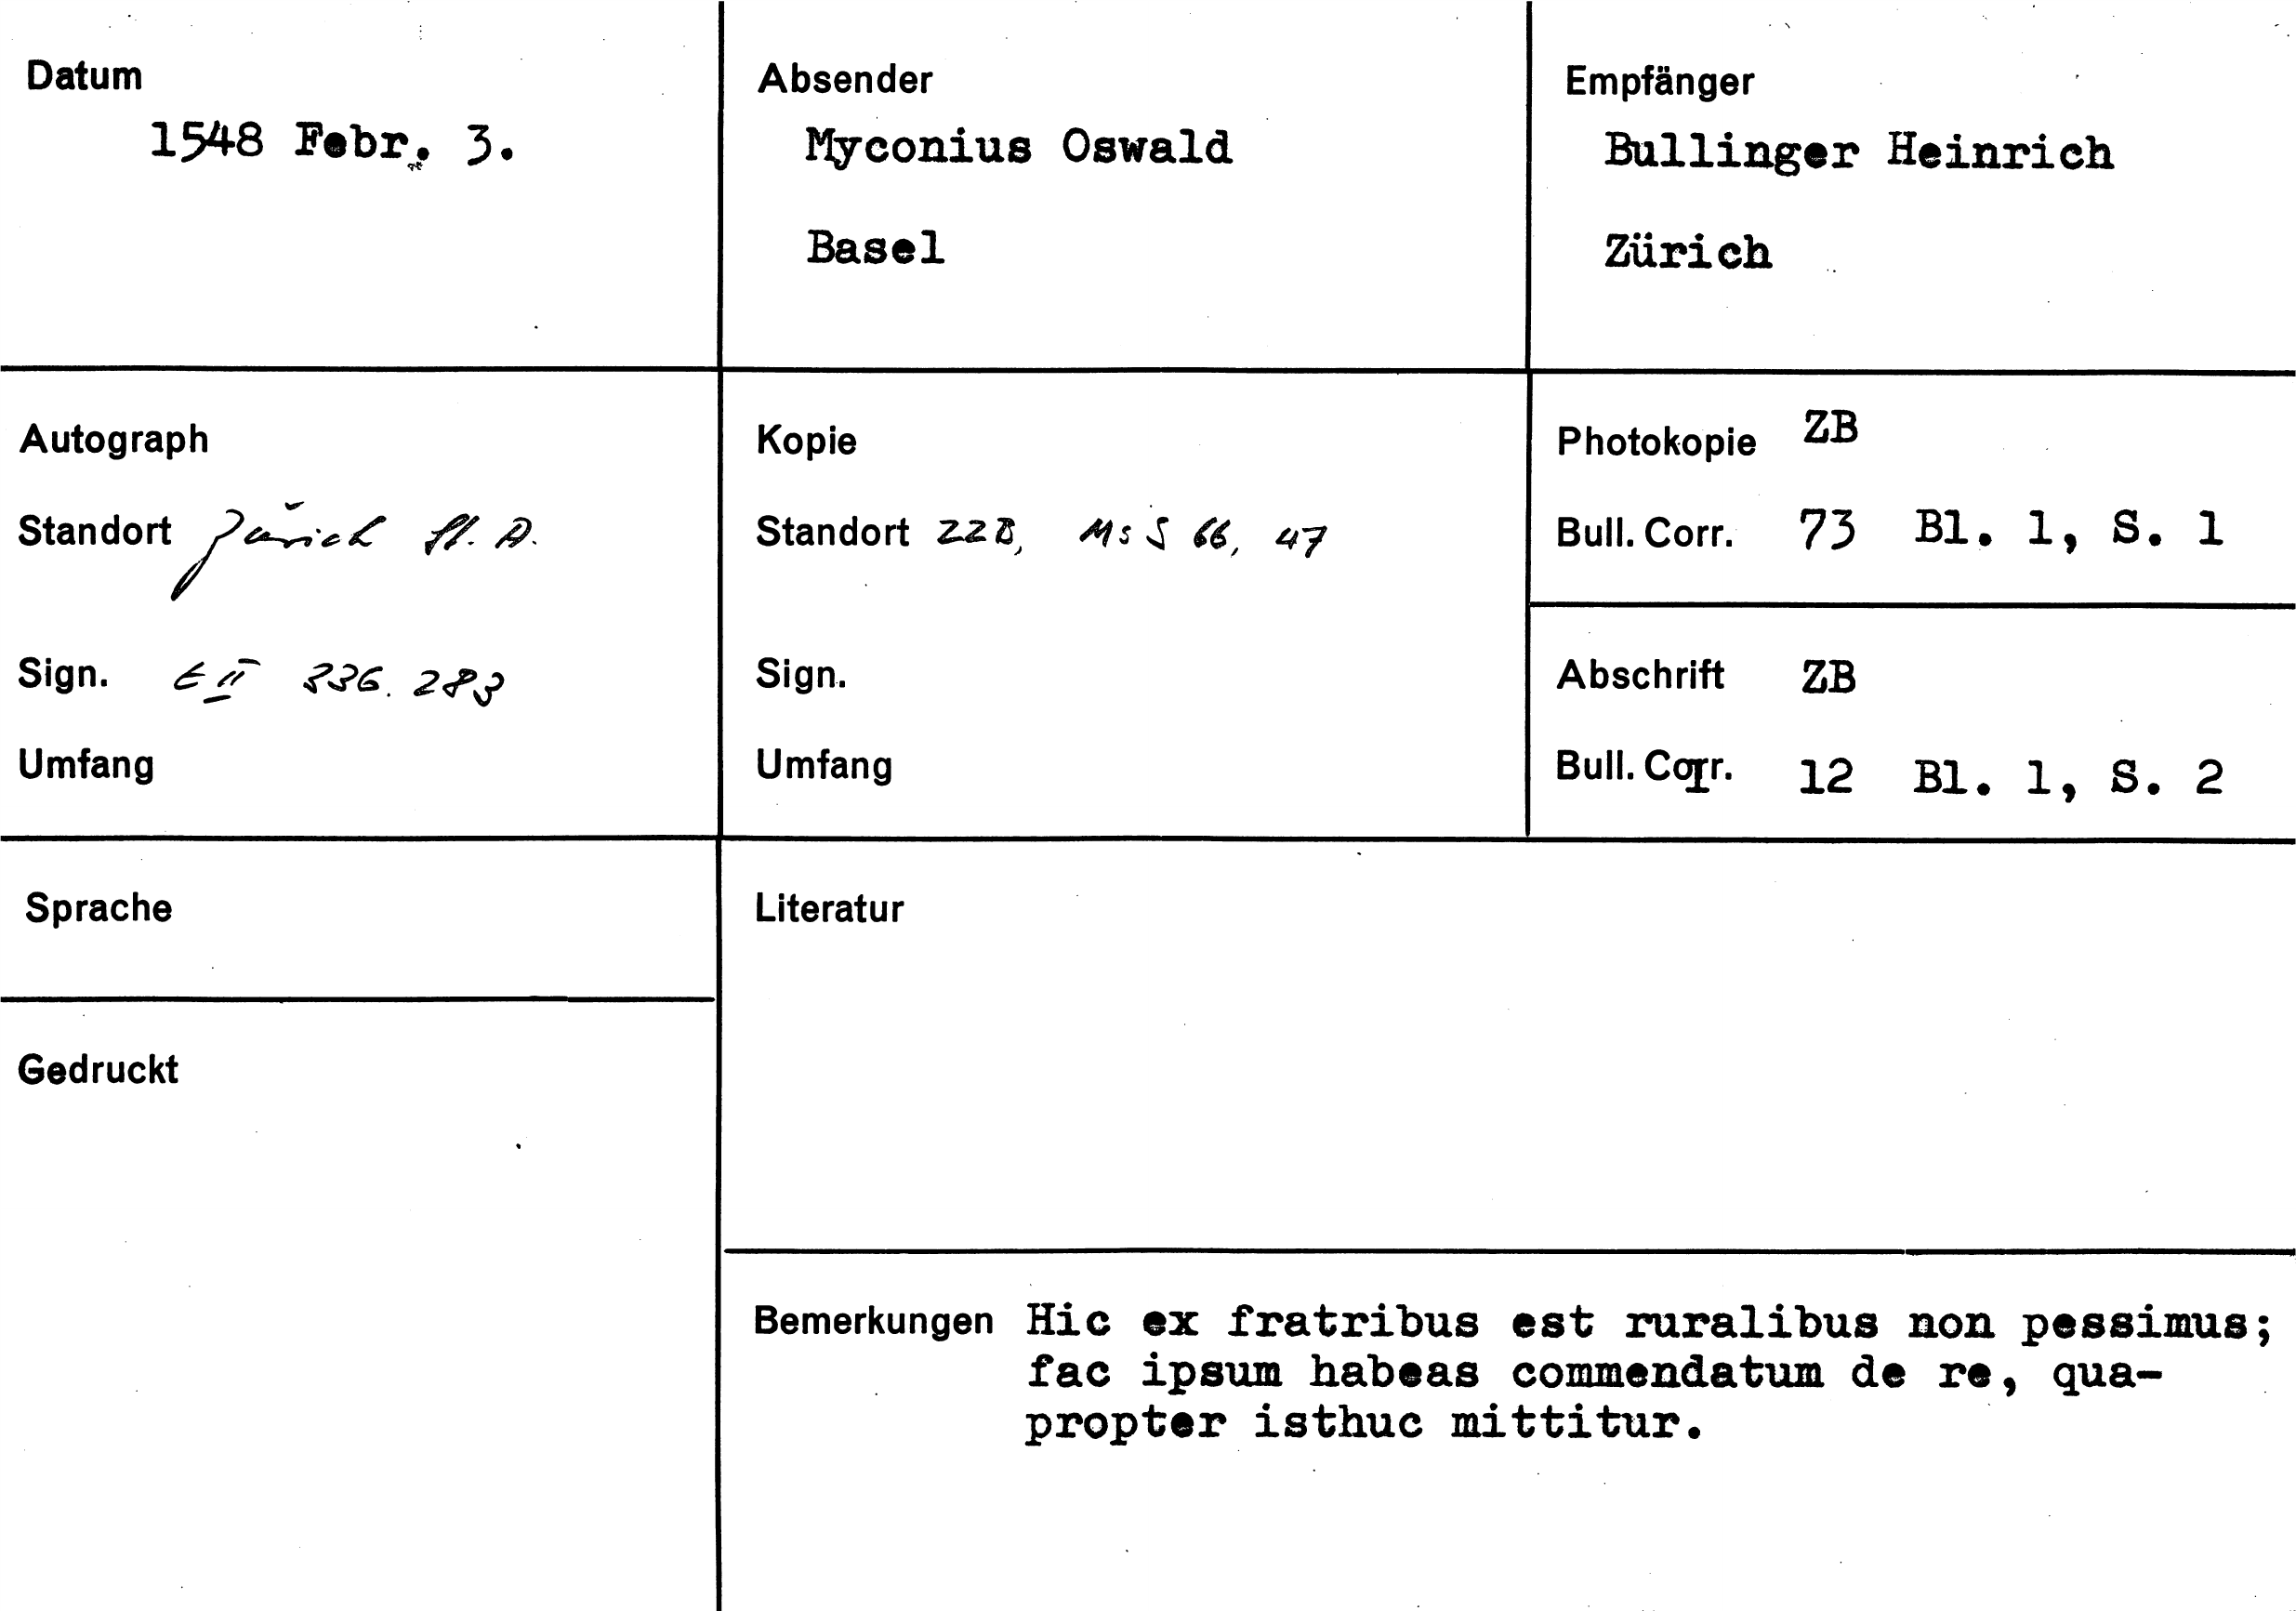 Datum
1548 Febr. 3.
Absender
Myconius Oswald
Basel
Empfänger
Bullinger Heinrich
Zürich
Autograph
Standort Zürich St. A.
Sign. E II 336. 283
Umfang
Kopie
Standort ZZB, Ms S 66, 47
Sign.
Umfang
Photokopie ZB
Bull. Corr. 73 Bl. 1, S. 1
Abschrift ZB
Bull. Corr. 12 Bl. 1, S. 2
Sprache
Gedruckt
Literatur
Bemerkungen Hic ex fratribus est ruralibus non pessimus;
fac ipsum habeas commendatum de re, qua-
propter isthuc mittitur.